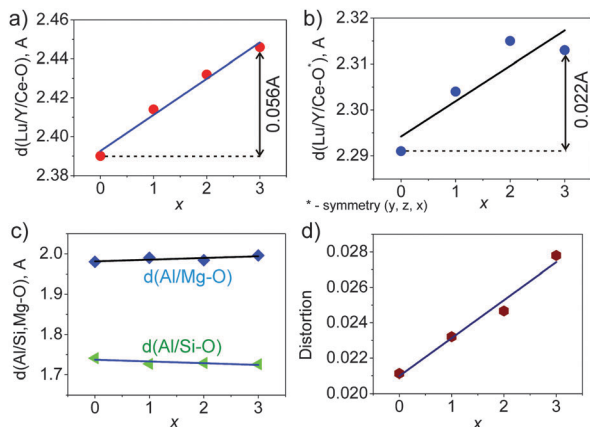 a)
2.46
2.44
2.42
2.40
2.38
d(Lu/Y/Ce-O), A
0.056A
0 1 2 3
x
b)
2.32
2.31
2.30
2.29
2.28
d(Lu/Y/Ce-O*), A
0.022A
0 1 2 3
x
* - symmetry (y, z, x)
c)
2.0
1.9
1.8
1.7
d(Al/Si,Mg-O), A
d(Al/Mg-O)
d(Al/Si-O)
0 1 2 3
x
d)
0.028
0.026
0.024
0.022
0.020
Distortion
0 1 2 3
x